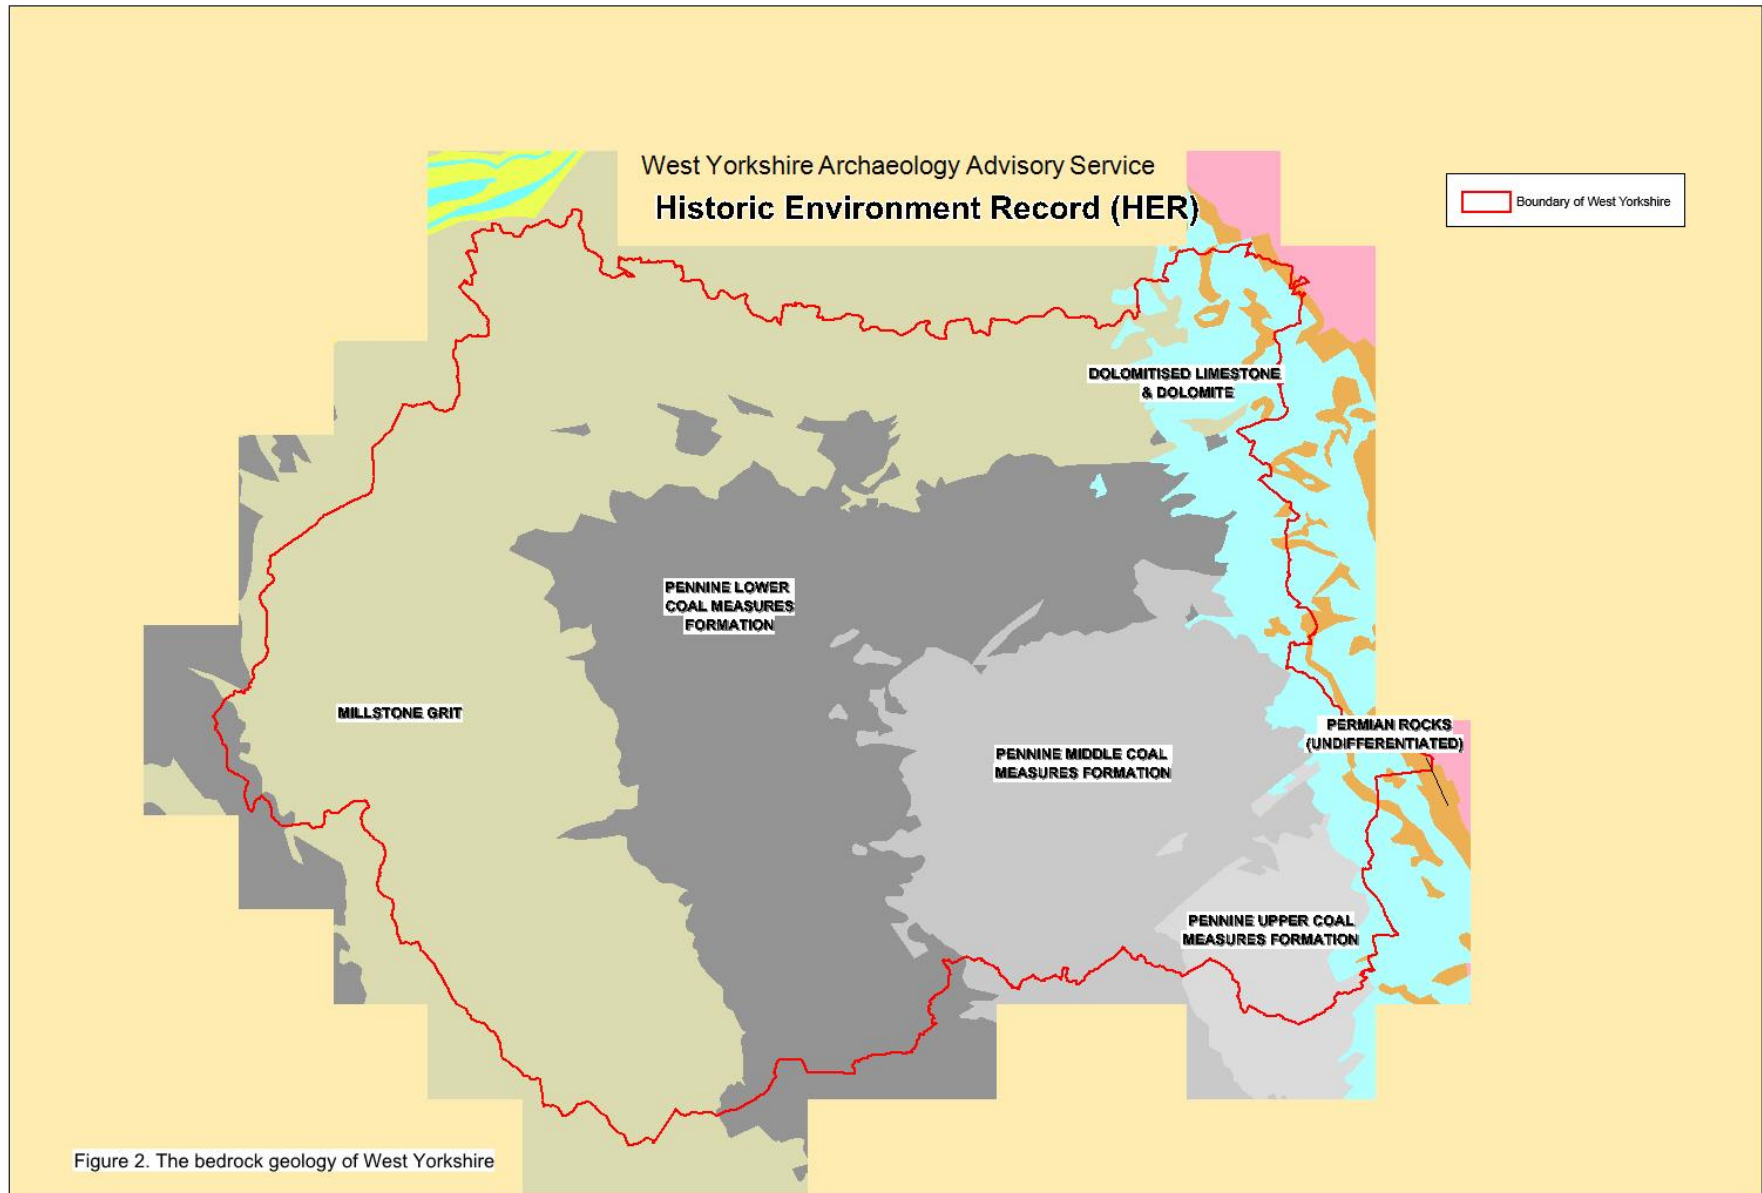 West Yorkshire Archaeology Advisory Service
Historic Environment Record (HER)
Boundary of West Yorkshire
DOLOMITISED LIMESTONE
& DOLOMITE
PENNINE LOWER
COAL MEASURES
FORMATION
MILLSTONE GRIT
PERMIAN ROCKS
(UNDIFFERENTIATED)
PENNINE MIDDLE COAL
MEASURES FORMATION
PENNINE UPPER COAL
MEASURES FORMATION
Figure 2. The bedrock geology of West Yorkshire